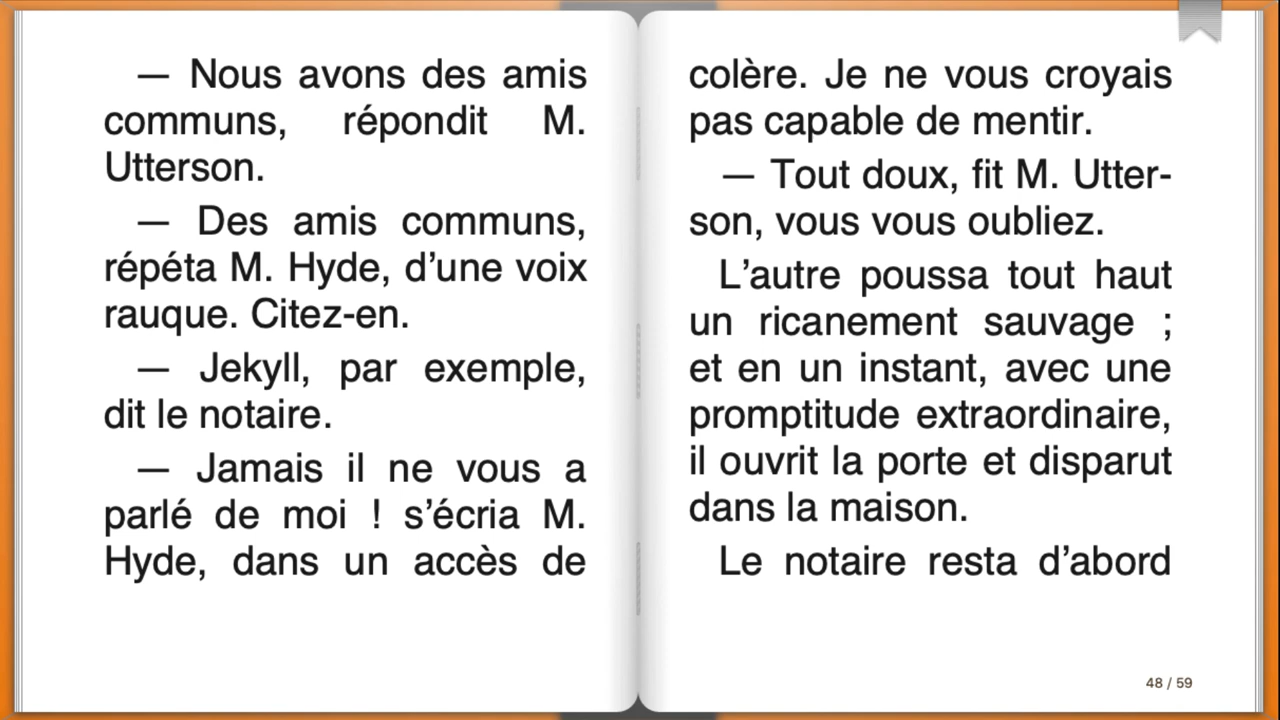 — Nous avons des amis
communs, répondit M.
Utterson.
— Des amis communs,
répéta M. Hyde, d’une voix
rauque. Citez-en.
— Jekyll, par exemple,
dit le notaire.
— Jamais il ne vous a
parlé de moi ! s’écria M.
Hyde, dans un accès de
colère. Je ne vous croyais
pas capable de mentir.
— Tout doux, fit M. Utter-
son, vous vous oubliez.
L’autre poussa tout haut
un ricanement sauvage ;
et en un instant, avec une
promptitude extraordinaire,
il ouvrit la porte et disparut
dans la maison.
Le notaire resta d’abord
48 / 59